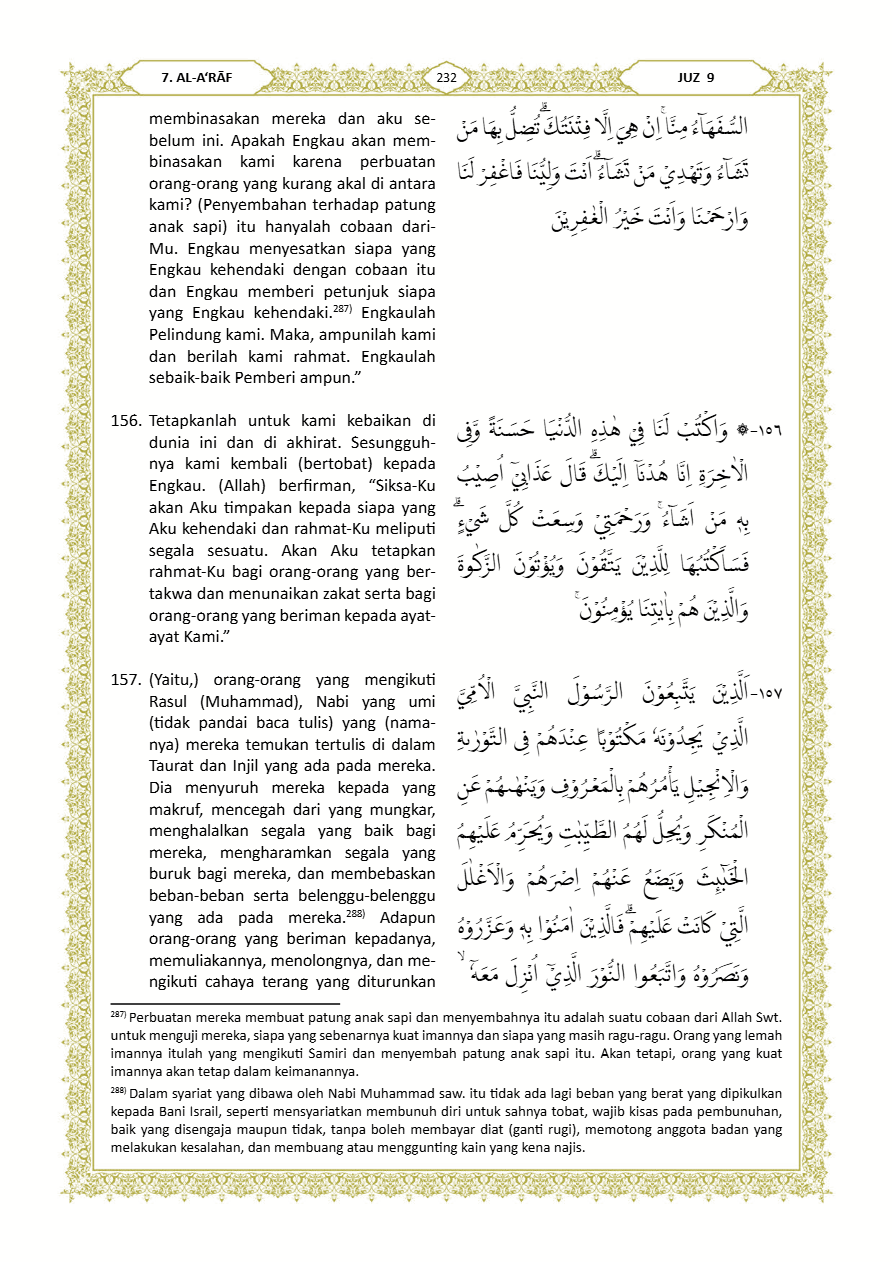 7. AL-A‘RĀF
232
JUZ 9
membinasakan mereka dan aku se-
belum ini. Apakah Engkau akan mem-
binasakan kami karena perbuatan
orang-orang yang kurang akal di antara
kami? (Penyembahan terhadap patung
anak sapi) itu hanyalah cobaan dari-
Mu. Engkau menyesatkan siapa yang
Engkau kehendaki dengan cobaan itu
dan Engkau memberi petunjuk siapa
yang Engkau kehendaki.287) Engkaulah
Pelindung kami. Maka, ampunilah kami
dan berilah kami rahmat. Engkaulah
sebaik-baik Pemberi ampun.”
السُّفَهَاۤءُ مِنَّاۚ اِنْ هِيَ اِلَّا فِتْنَتُكَۗ تُضِلُّ بِهَا مَنْ
تَشَاۤءُ وَتَهْدِيْ مَنْ تَشَاۤءُۗ اَنْتَ وَلِيُّنَا فَاغْفِرْ لَنَا
وَارْحَمْنَا وَاَنْتَ خَيْرُ الْغٰفِرِيْنَ
156. Tetapkanlah untuk kami kebaikan di
dunia ini dan di akhirat. Sesungguh-
nya kami kembali (bertobat) kepada
Engkau. (Allah) berfirman, “Siksa-Ku
akan Aku timpakan kepada siapa yang
Aku kehendaki dan rahmat-Ku meliputi
segala sesuatu. Akan Aku tetapkan
rahmat-Ku bagi orang-orang yang ber-
takwa dan menunaikan zakat serta bagi
orang-orang yang beriman kepada ayat-
ayat Kami.”
١٥٦- ۞ وَاكْتُبْ لَنَا فِيْ هٰذِهِ الدُّنْيَا حَسَنَةً وَّفِى
الْاٰخِرَةِ اِنَّا هُدْنَآ اِلَيْكَۗ قَالَ عَذَابِيْٓ اُصِيْبُ
بِهٖ مَنْ اَشَاۤءُۚ وَرَحْمَتِيْ وَسِعَتْ كُلَّ شَيْءٍۗ
فَسَاَكْتُبُهَا لِلَّذِيْنَ يَتَّقُوْنَ وَيُؤْتُوْنَ الزَّكٰوةَ
وَالَّذِيْنَ هُمْ بِاٰيٰتِنَا يُؤْمِنُوْنَۚ
157. (Yaitu,) orang-orang yang mengikuti
Rasul (Muhammad), Nabi yang umi
(tidak pandai baca tulis) yang (nama-
nya) mereka temukan tertulis di dalam
Taurat dan Injil yang ada pada mereka.
Dia menyuruh mereka kepada yang
makruf, mencegah dari yang mungkar,
menghalalkan segala yang baik bagi
mereka, mengharamkan segala yang
buruk bagi mereka, dan membebaskan
beban-beban serta belenggu-belenggu
yang ada pada mereka.288) Adapun
orang-orang yang beriman kepadanya,
memuliakannya, menolongnya, dan me-
ngikuti cahaya terang yang diturunkan
١٥٧- اَلَّذِيْنَ يَتَّبِعُوْنَ الرَّسُوْلَ النَّبِيَّ الْاُمِّيَّ
الَّذِيْ يَجِدُوْنَهٗ مَكْتُوْبًا عِنْدَهُمْ فِى التَّوْرٰىةِ
وَالْاِنْجِيْلِ يَأْمُرُهُمْ بِالْمَعْرُوْفِ وَيَنْهٰىهُمْ عَنِ
الْمُنْكَرِ وَيُحِلُّ لَهُمُ الطَّيِّبٰتِ وَيُحَرِّمُ عَلَيْهِمُ
الْخَبٰۤىِٕثَ وَيَضَعُ عَنْهُمْ اِصْرَهُمْ وَالْاَغْلٰلَ
الَّتِيْ كَانَتْ عَلَيْهِمْۗ فَالَّذِيْنَ اٰمَنُوْا بِهٖ وَعَزَّرُوْهُ
وَنَصَرُوْهُ وَاتَّبَعُوا النُّوْرَ الَّذِيْٓ اُنْزِلَ مَعَهٗٓۙ
287) Perbuatan mereka membuat patung anak sapi dan menyembahnya itu adalah suatu cobaan dari Allah Swt.
untuk menguji mereka, siapa yang sebenarnya kuat imannya dan siapa yang masih ragu-ragu. Orang yang lemah
imannya itulah yang mengikuti Samiri dan menyembah patung anak sapi itu. Akan tetapi, orang yang kuat
imannya akan tetap dalam keimanannya.
288) Dalam syariat yang dibawa oleh Nabi Muhammad saw. itu tidak ada lagi beban yang berat yang dipikulkan
kepada Bani Israil, seperti mensyariatkan membunuh diri untuk sahnya tobat, wajib kisas pada pembunuhan,
baik yang disengaja maupun tidak, tanpa boleh membayar diat (ganti rugi), memotong anggota badan yang
melakukan kesalahan, dan membuang atau menggunting kain yang kena najis.